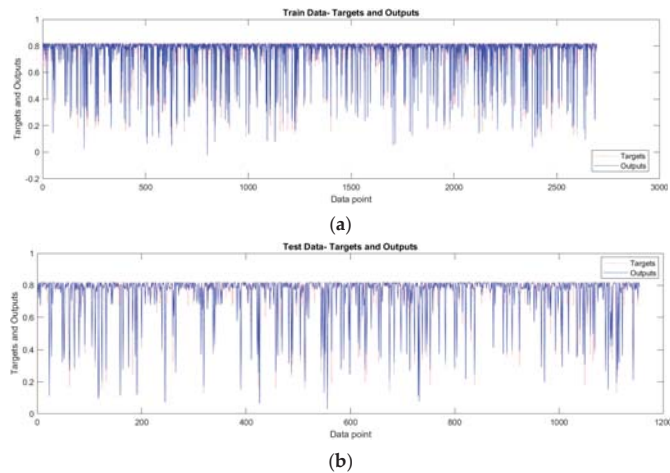 Train Data- Targets and Outputs
1
0.8
0.6
0.4
0.2
0
-0.2
Targets and Outputs
0 500 1000 1500 2000 2500 3000
Data point
Targets
Outputs
(a)
Test Data- Targets and Outputs
1
0.8
0.6
0.4
0.2
0
Targets and Outputs
0 200 400 600 800 1000 1200
Data point
Targets
Outputs
(b)